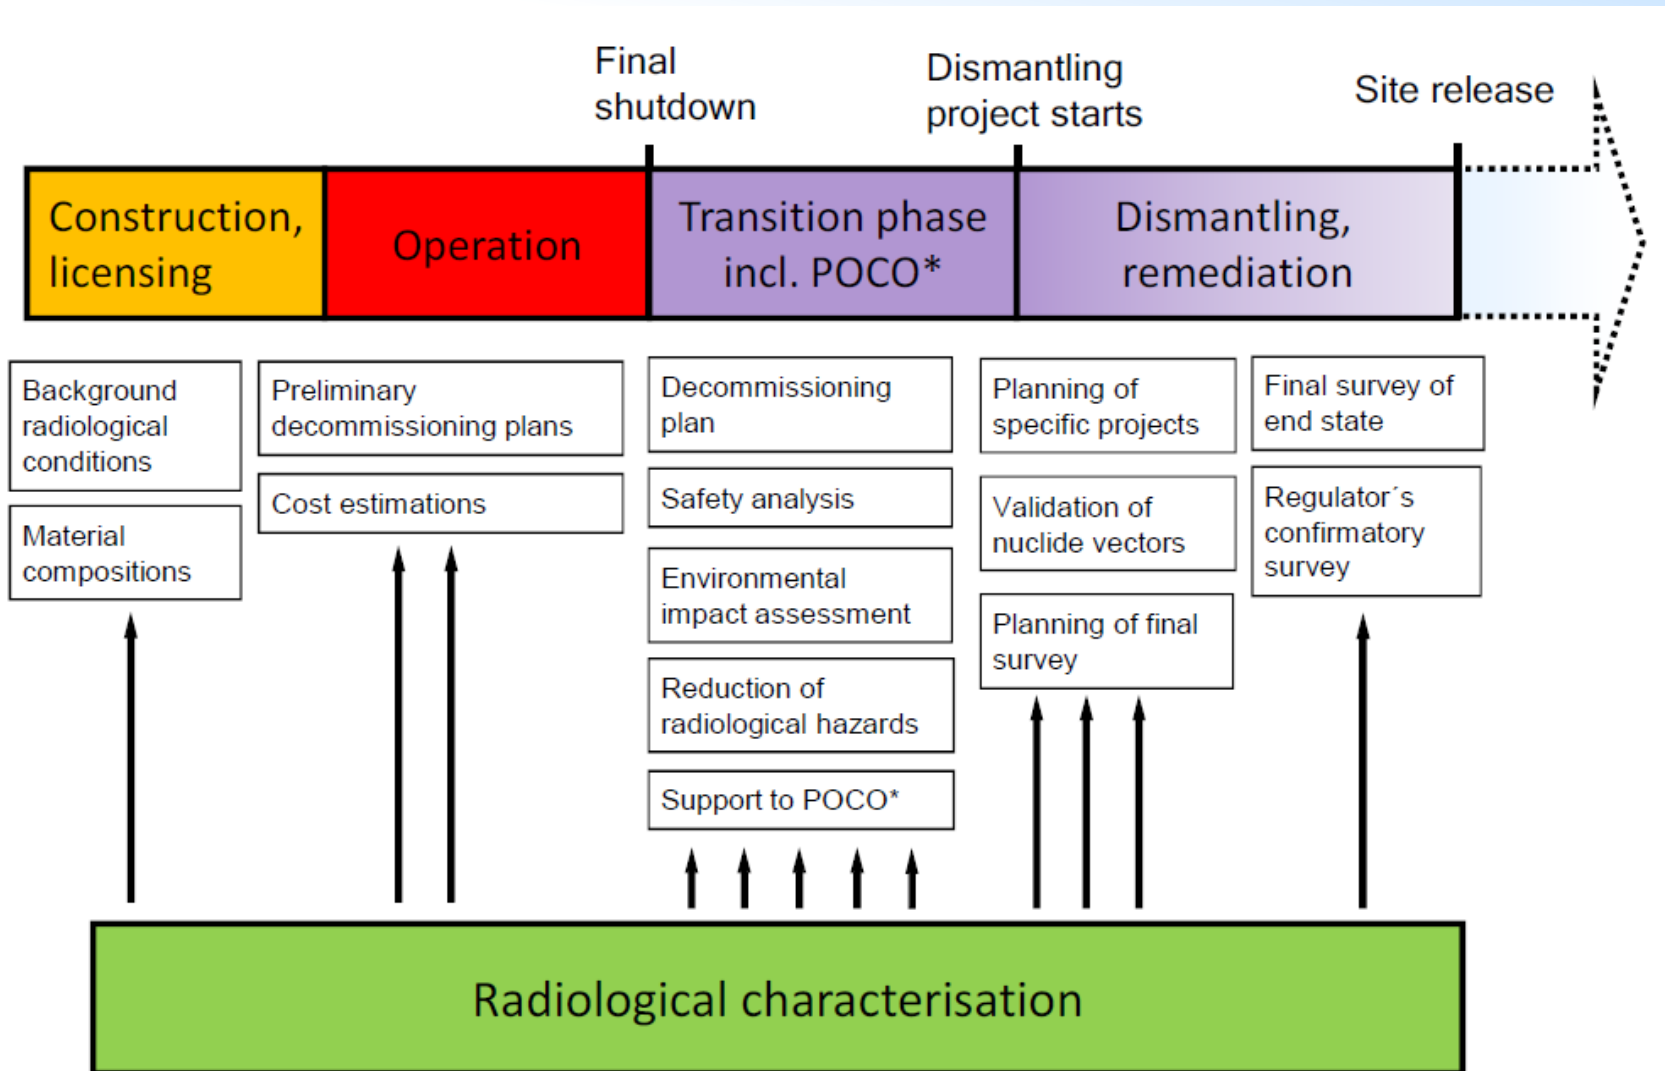 Final
shutdown
Dismantling
project starts
Site release
Construction,
licensing
Operation
Transition phase
incl. POCO*
Dismantling,
remediation
Background
radiological
conditions
Material
compositions
Preliminary
decommissioning plans
Cost estimations
Decommissioning
plan
Safety analysis
Environmental
impact assessment
Reduction of
radiological hazards
Support to POCO*
Planning of
specific projects
Validation of
nuclide vectors
Planning of final
survey
Final survey of
end state
Regulator´s
confirmatory
survey
Radiological characterisation